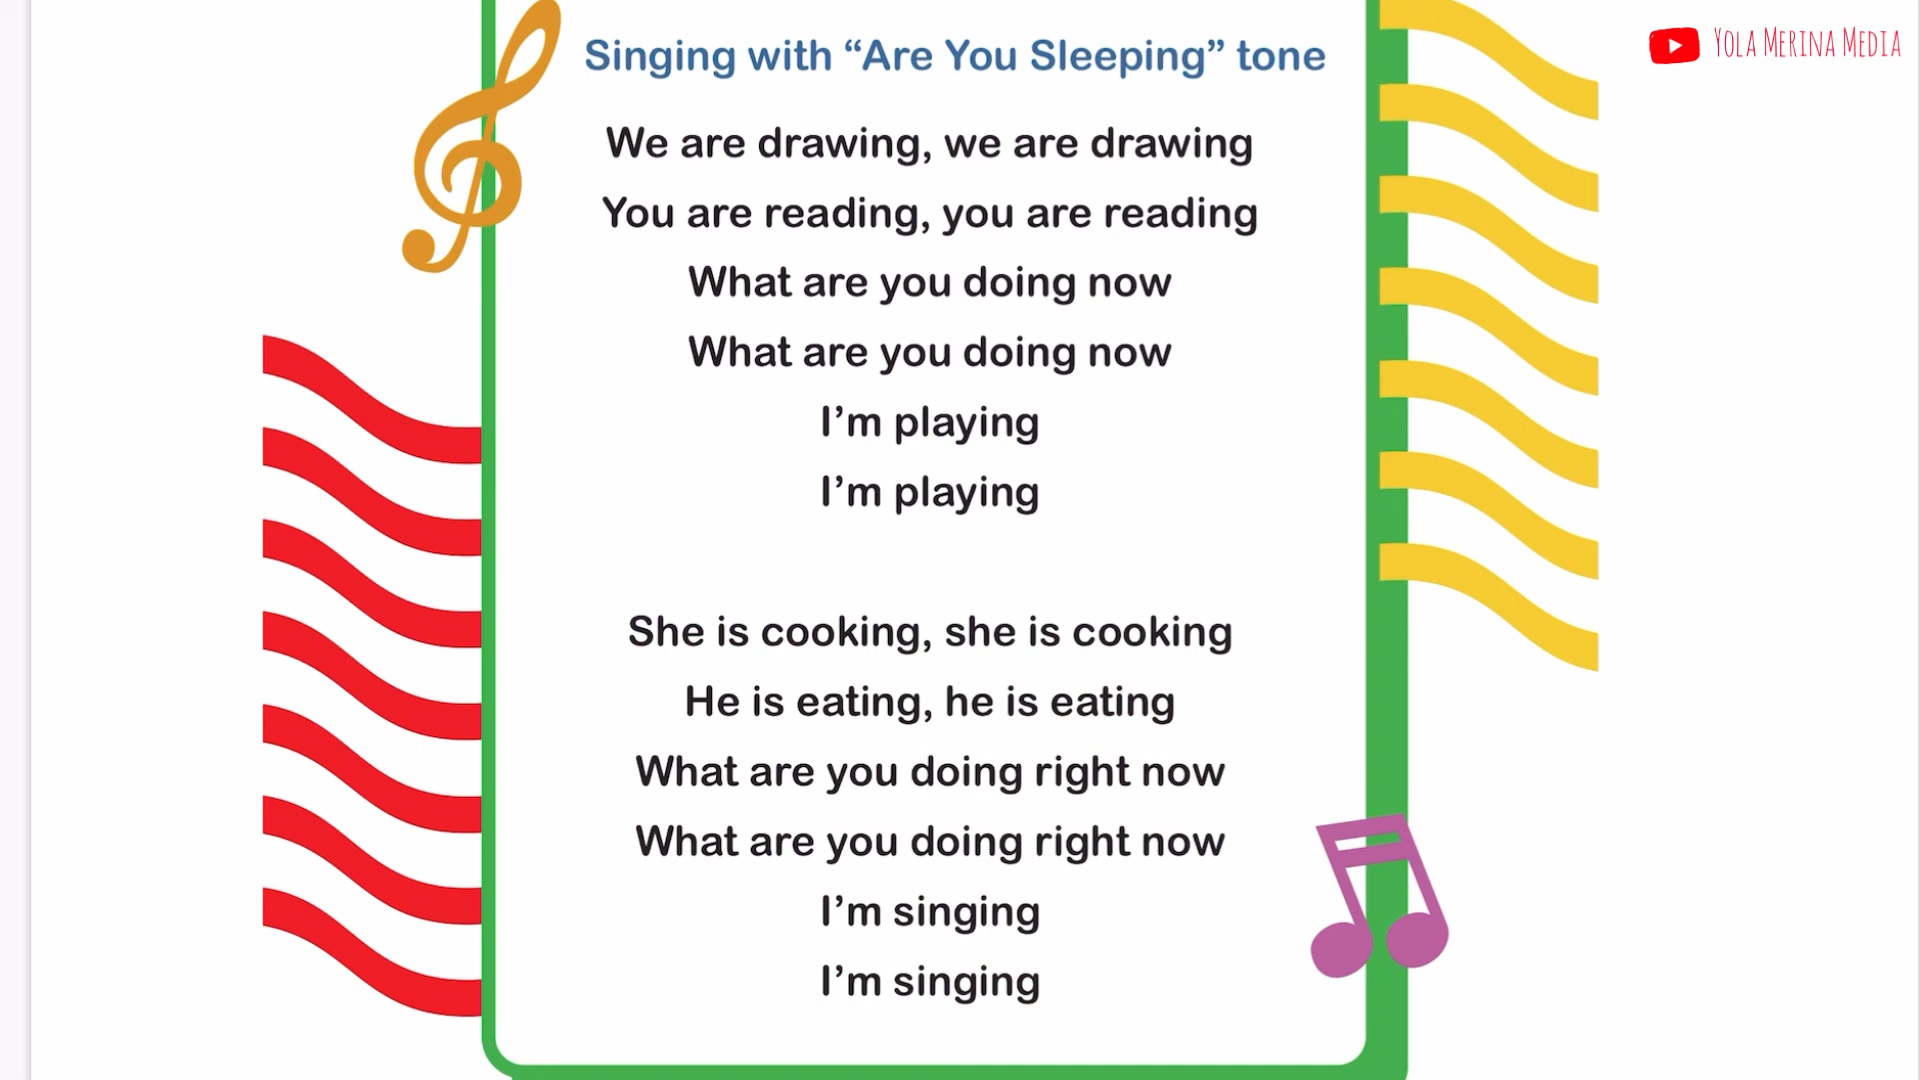 Singing with “Are You Sleeping” tone
We are drawing, we are drawing
You are reading, you are reading
What are you doing now
What are you doing now
I’m playing
I’m playing
She is cooking, she is cooking
He is eating, he is eating
What are you doing right now
What are you doing right now
I’m singing
I’m singing
YOLA MERINA MEDIA